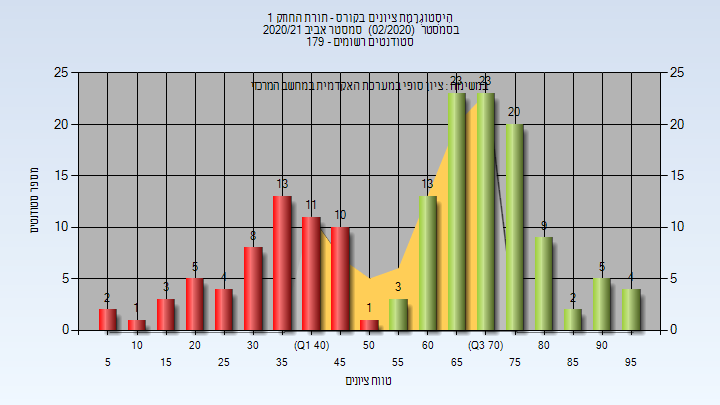 היסטוגרמת ציונים בקורס - תורת החוזק 1
בסמסטר (02/2020) סמסטר אביב 2020/21
סטודנטים רשומים - 179
במשימה : ציון סופי במערכת האקדמית במחשב המרכזי
מספר סטודנטים
25 20 15 10 5 0
25 20 15 10 5 0
2 1 3 5 4 8 13 11 10 1 3 13 23 23 20 9 2 5 4
10 20 30 (Q1 40) 50 60 (Q3 70) 80 90
5 15 25 35 45 55 65 75 85 95
טווח ציונים